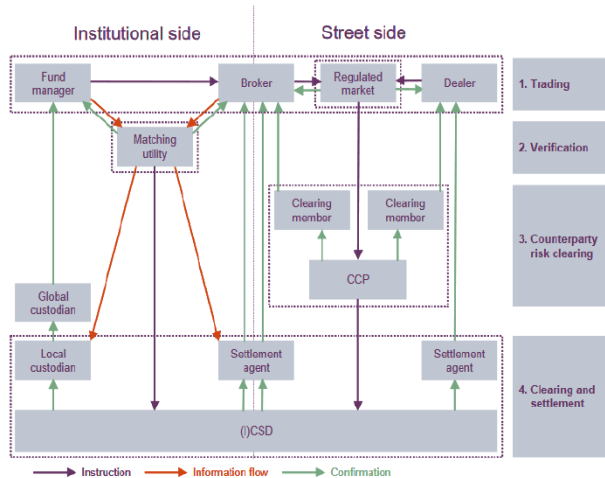 Institutional side
Street side
Fund
manager
Broker
Regulated
market
Dealer
1. Trading
Matching
utility
2. Verification
Clearing
membor
Clearing
membor
3. Counterparty
risk clearing
CCP
Global
custodian
Local
custodian
Settlement
agent
Settlement
agent
4. Clearing and
settlement
(I)CSD
Instruction
Information flow
Confirmation